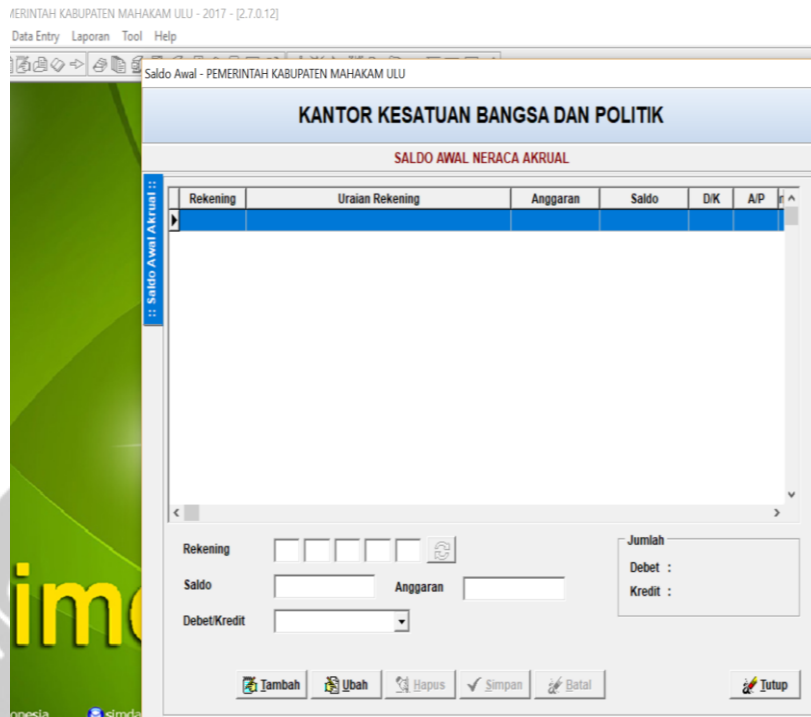 MERINTAH KABUPATEN MAHAKAM ULU - 2017 - [2.7.0.12]
Data Entry Laporan Tool Help
Saldo Awal - PEMERINTAH KABUPATEN MAHAKAM ULU
KANTOR KESATUAN BANGSA DAN POLITIK
SALDO AWAL NERACA AKRUAL
:: Saldo Awal Akrual ::
Rekening Uraian Rekening Anggaran Saldo D/K A/P
Rekening
Saldo Anggaran
Debet/Kredit
Jumlah
Debet :
Kredit :
Tambah Ubah Hapus Simpan Batal Tutup
im
onesia simda